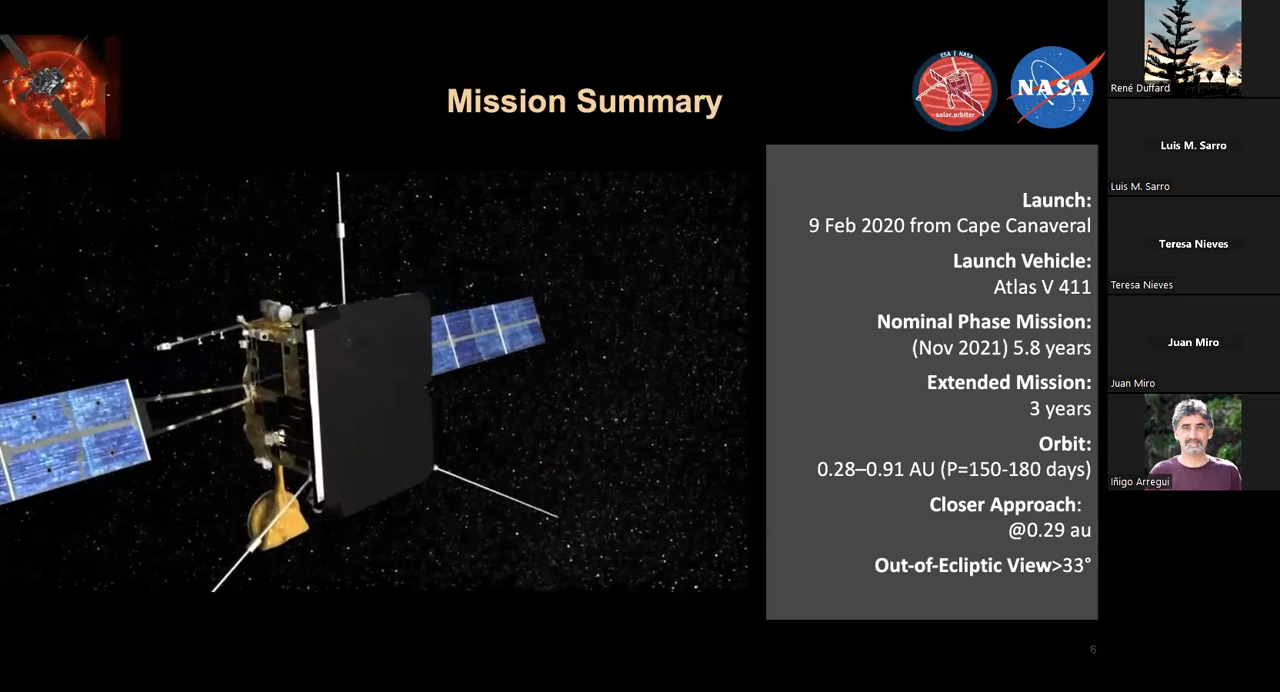 Mission Summary
ESA | NASA
solar orbiter
NASA
Launch:
9 Feb 2020 from Cape Canaveral
Launch Vehicle:
Atlas V 411
Nominal Phase Mission:
(Nov 2021) 5.8 years
Extended Mission:
3 years
Orbit:
0.28–0.91 AU (P=150-180 days)
Closer Approach:
@0.29 au
Out-of-Ecliptic View>33°
6
René Duffard
Luis M. Sarro
Luis M. Sarro
Teresa Nieves
Teresa Nieves
Juan Miro
Juan Miro
Iñigo Arregui